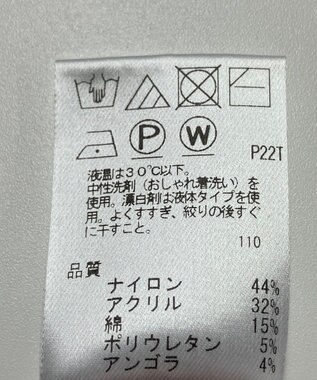 P W P22T
液温は30℃以下。
中性洗剤（おしゃれ着洗い）を
使用。漂白剤は液体タイプを使
用。よくすすぎ、絞りの後すぐ
に干すこと。
110
品質
ナイロン 44%
アクリル 32%
綿 15%
ポリウレタン 5%
アンゴラ 4%